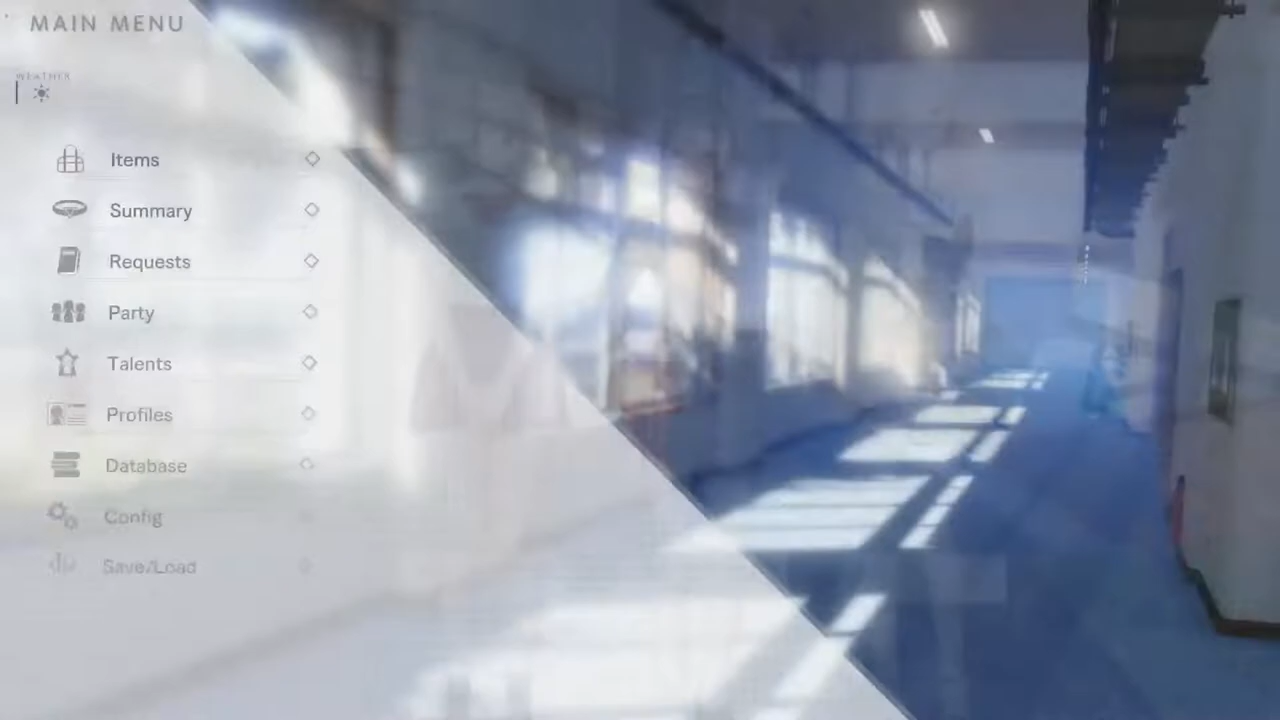 MAIN MENU
WEATHER
Items
Summary
Requests
Party
Talents
Profiles
Database
Config
Save/Load